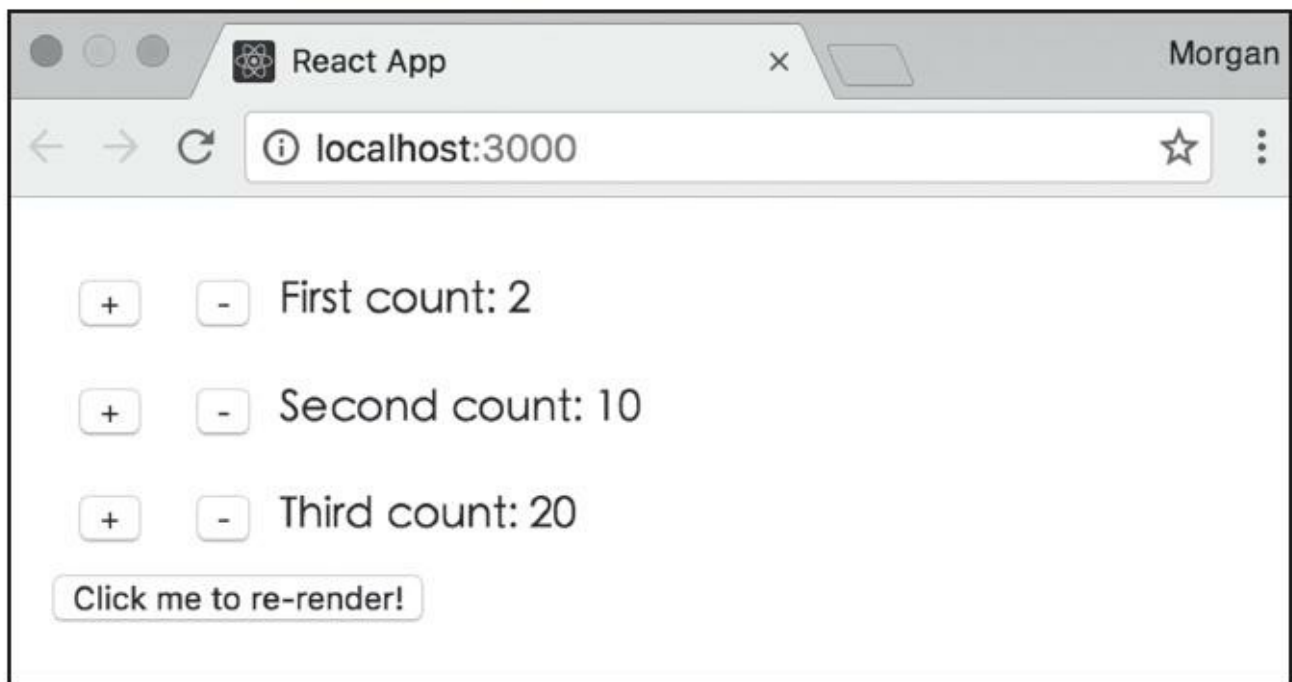 React App
Morgan
localhost:3000
+ - First count: 2
+ - Second count: 10
+ - Third count: 20
Click me to re-render!